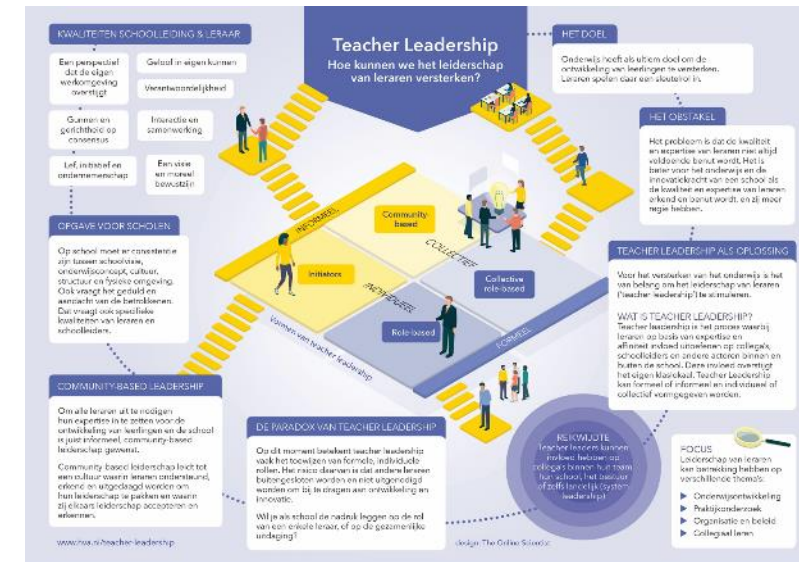 Teacher Leadership
Hoe kunnen we het leiderschap
van leraren versterken?
HET DOEL
Onderwijs heeft als ultiem doel om de
ontwikkeling van leerlingen te versterken.
Leraren spelen daar een sleutelrol in.
HET OBSTAKEL
Het probleem is dat de kwaliteit
en expertise van leraren niet altijd
voldoende benut wordt. Het is
beter voor het onderwijs en de
innovatiekracht van een school als
de kwaliteit en expertise van leraren
erkend en benut wordt, en zij meer
regie hebben.
TEACHER LEADERSHIP ALS OPLOSSING
Voor het versterken van het onderwijs is het
van belang om het leiderschap van leraren
('teacher leadership') te stimuleren.
WAT IS TEACHER LEADERSHIP?
Teacher leadership is het proces waarbij
leraren op basis van expertise en
affiniteit invloed uitoefenen op collega's,
schoolleiders en andere actoren binnen en
buiten de school. Deze invloed overstijgt
het eigen klaslokaal. Teacher Leadership
kan formeel of informeel en individueel of
collectief vormgegeven worden.
REIKWIJDTE
Teacher leaders kunnen
invloed hebben op
collega's binnen hun team,
hun school, het bestuur
of zelfs landelijk (system
leadership)
FOCUS
Leiderschap van leraren
kan betrekking hebben op
verschillende thema's:
Onderwijsontwikkeling
Praktijkonderzoek
Organisatie en beleid
Collegiaal leren
DE PARADOX VAN TEACHER LEADERSHIP
Op dit moment betekent teacher leadership
vaak het toewijzen van formele, individuele
rollen. Het risico daarvan is dat andere leraren
buitengesloten worden en niet uitgenodigd
worden om bij te dragen aan ontwikkeling en
innovatie.
Wil je als school de nadruk leggen op de rol
van een enkele leraar, of op de gezamenlijke
uitdaging?
COMMUNITY-BASED LEADERSHIP
Om alle leraren uit te nodigen
hun expertise in te zetten voor de
ontwikkeling van leerlingen en de school
is juist informeel, community-based
leiderschap gewenst.
Community-based leiderschap leidt tot
een cultuur waarin leraren ondersteund,
erkend en uitgedaagd worden om
hun leiderschap te pakken en waarin
zij elkaars leiderschap accepteren en
erkennen.
OPGAVE VOOR SCHOLEN
Op school moet er consistentie
zijn tussen schoolvisie,
onderwijsconcept, cultuur,
structuur en fysieke omgeving.
Ook vraagt het geduld en
aandacht van de betrokkenen.
Dat vraagt ook specifieke
kwaliteiten van leraren en
schoolleiders.
KWALITEITEN SCHOOLLEIDING & LERAAR
Een perspectief
dat de eigen
werkomgeving
overstijgt
Geloof in eigen kunnen
Verantwoordelijkheid
Gunnen en
gerichtheid op
consensus
Interactie en
samenwerking
Lef, initiatief en
ondernemerschap
Een visie
en moreel
bewustzijn
INFORMEEL
Community-
based
COLLECTIEF
Initiators
INDIVIDUEEL
Collective
role-based
Role-based
FORMEEL
Vormen van teacher leadership
www.hva.nl/teacher-leadership
design: The Online Scientist